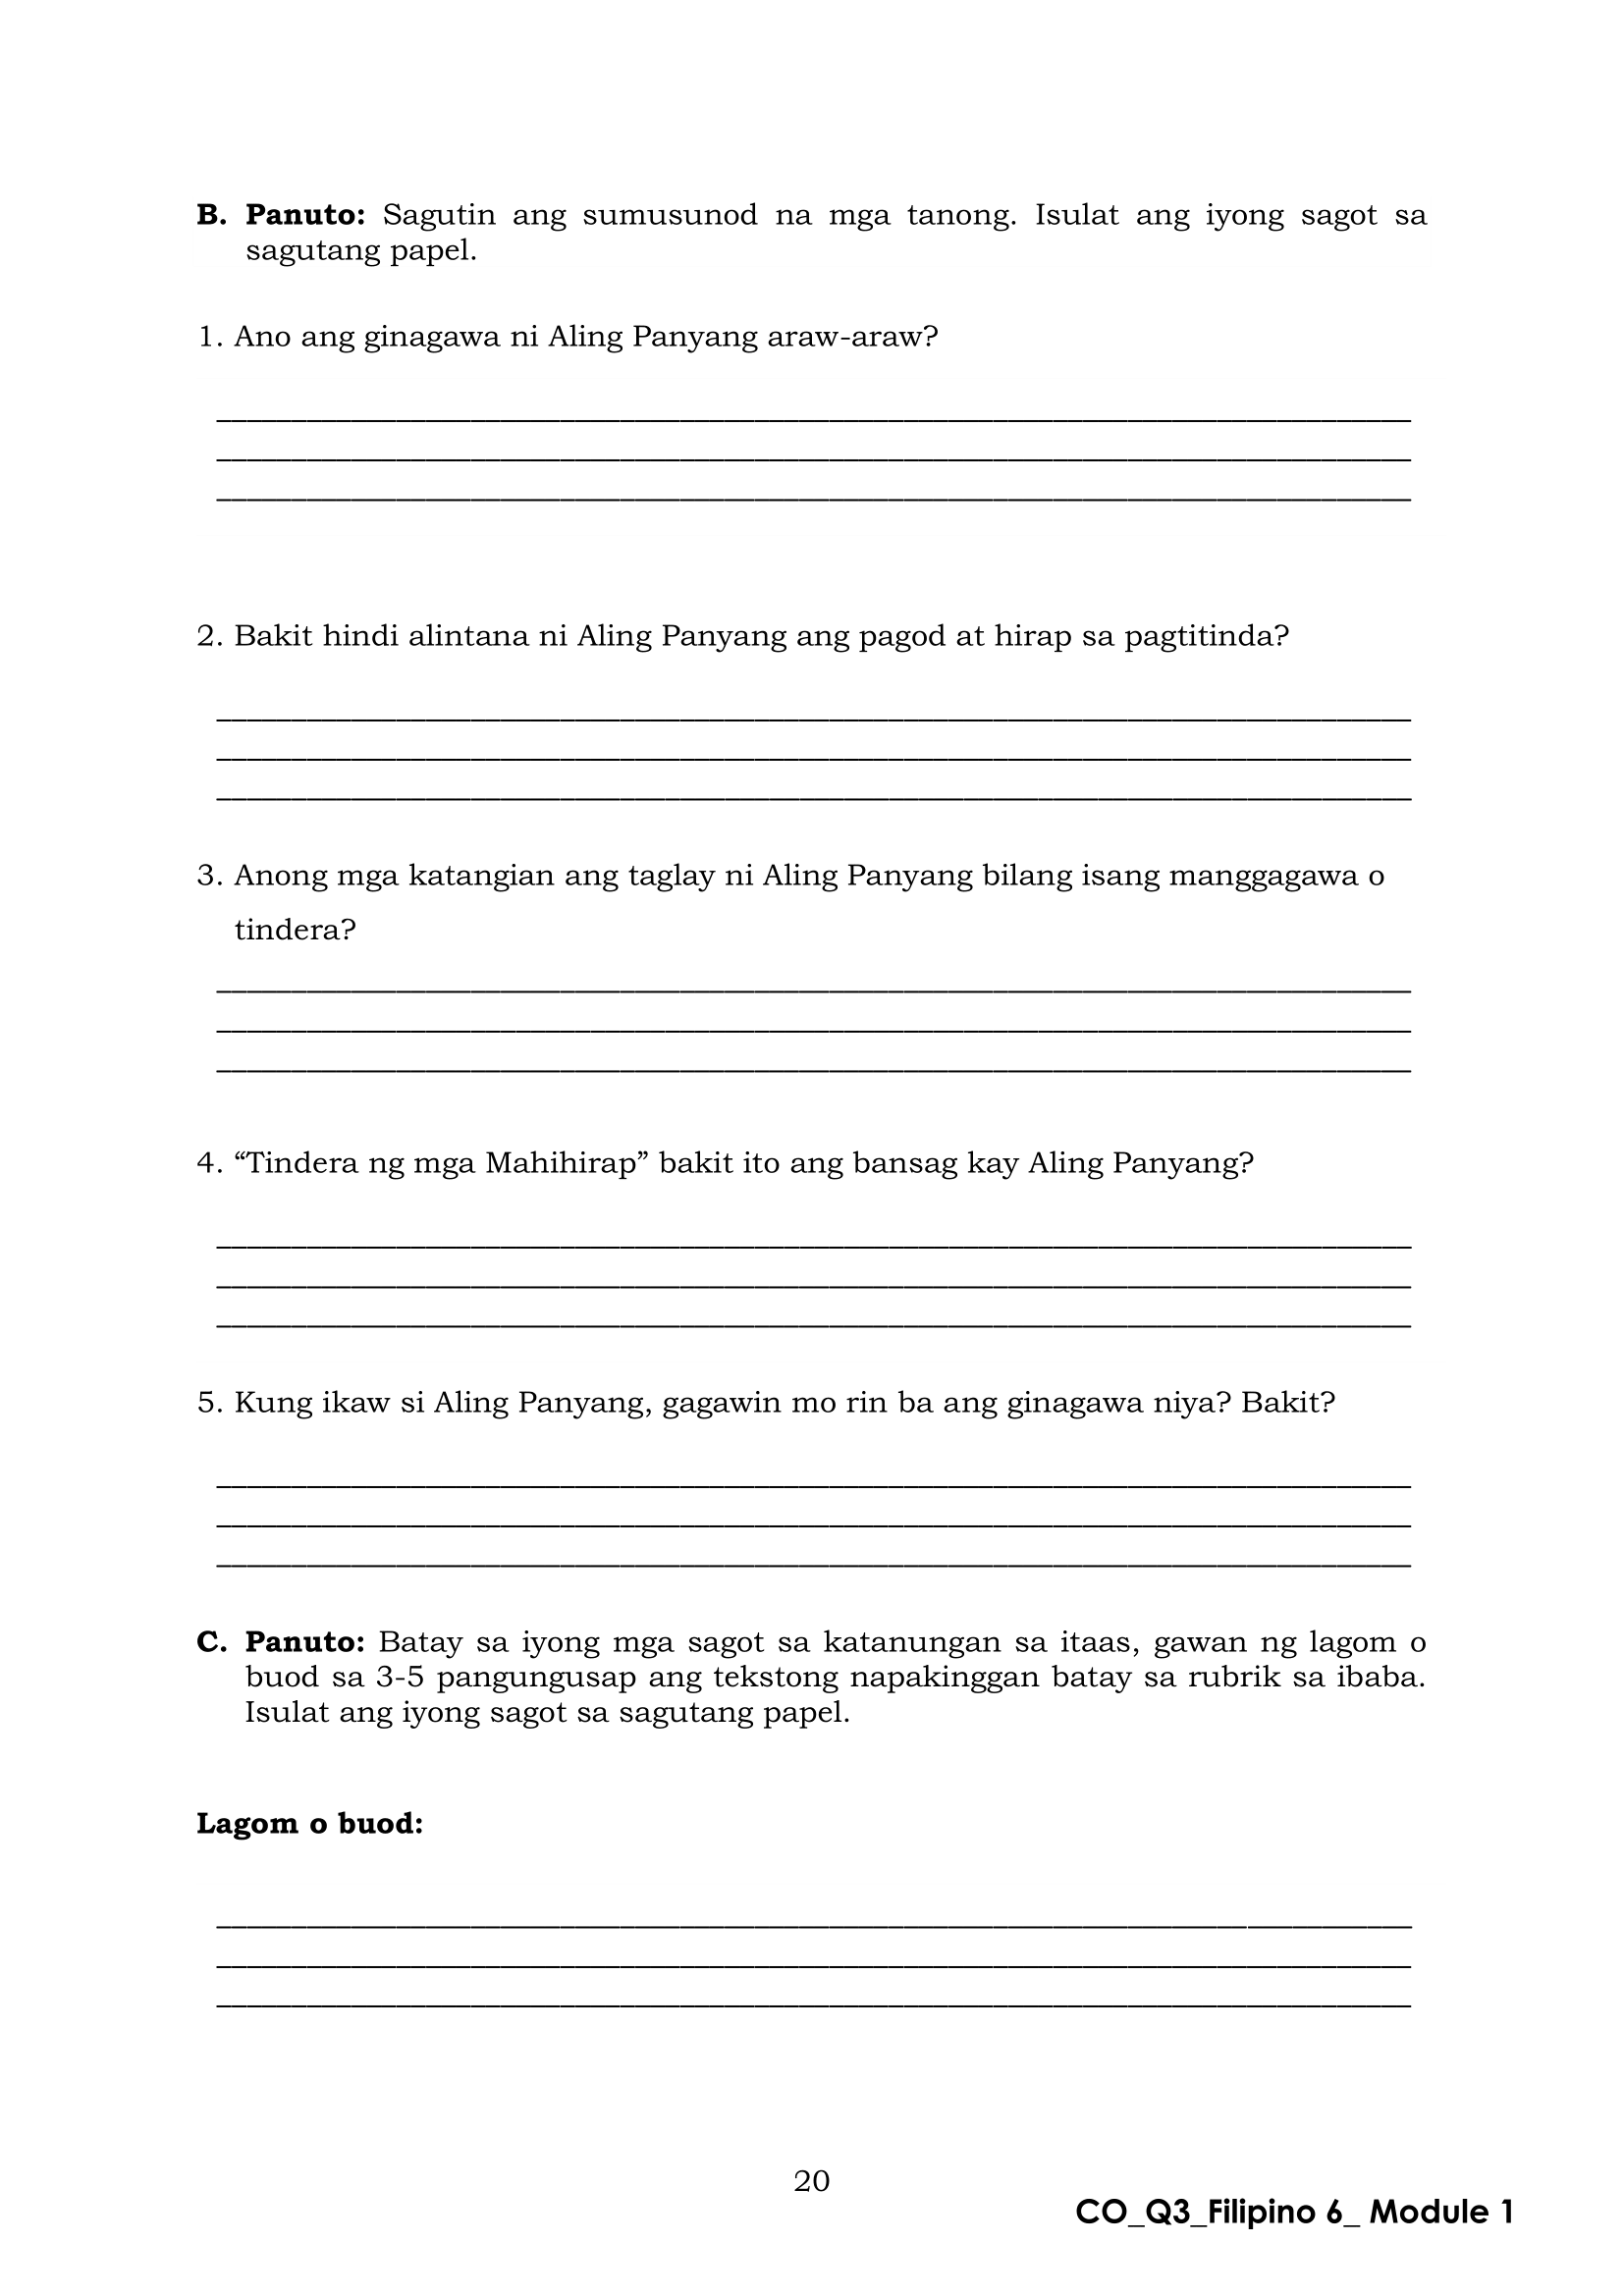 B. Panuto: Sagutin ang sumusunod na mga tanong. Isulat ang iyong sagot sa
sagutang papel.
1. Ano ang ginagawa ni Aling Panyang araw-araw?
2. Bakit hindi alintana ni Aling Panyang ang pagod at hirap sa pagtitinda?
3. Anong mga katangian ang taglay ni Aling Panyang bilang isang manggagawa o
tindera?
4. “Tindera ng mga Mahihirap” bakit ito ang bansag kay Aling Panyang?
5. Kung ikaw si Aling Panyang, gagawin mo rin ba ang ginagawa niya? Bakit?
C. Panuto: Batay sa iyong mga sagot sa katanungan sa itaas, gawan ng lagom o
buod sa 3-5 pangungusap ang tekstong napakinggan batay sa rubrik sa ibaba.
Isulat ang iyong sagot sa sagutang papel.
Lagom o buod:
20
CO_Q3_Filipino 6_ Module 1